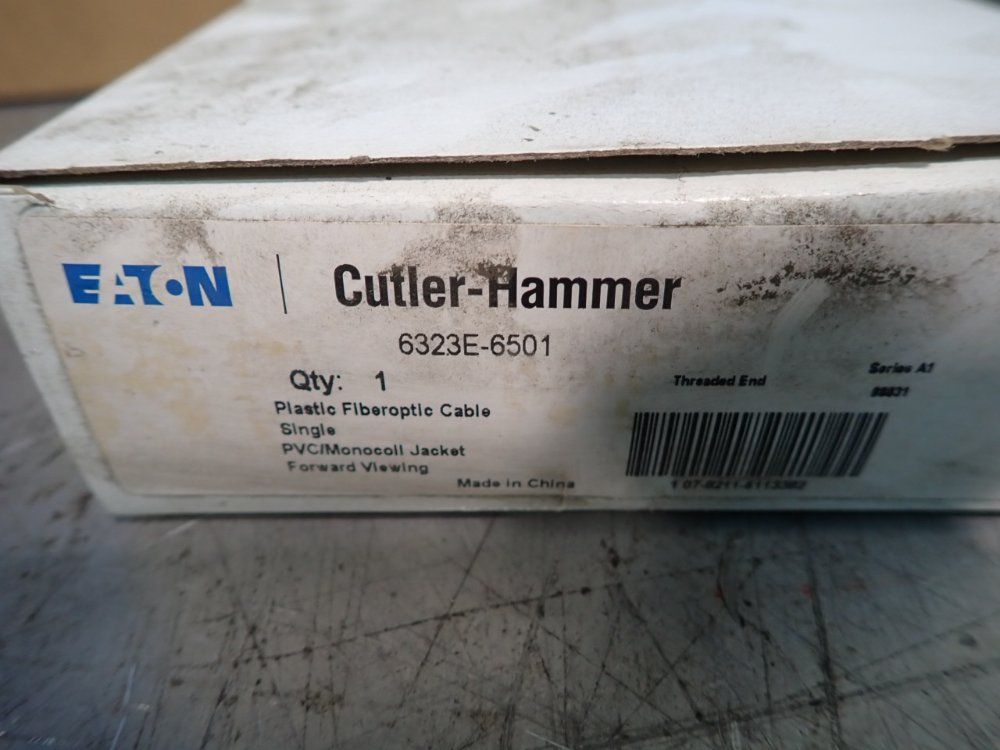 EATON | Cutler-Hammer
6323E-6501
Qty: 1
Plastic Fiberoptic Cable
Single
PVC/Monocoil Jacket
Forward Viewing
Made in China
Threaded End
Series A1